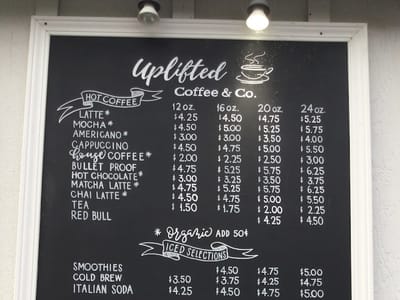 Uplifted
Coffee & Co.
HOT COFFEE 12 oz. 16 oz. 20 oz. 24 oz.
LATTE* $4.25 $4.50 $4.75 $5.25
MOCHA* $4.50 $5.00 $5.25 $5.75
AMERICANO* $3.00 $3.00 $3.50 $4.00
CAPPUCCINO $4.50 $4.75 $5.00 $5.50
house COFFEE* $2.00 $2.25 $2.50 $3.00
BULLET PROOF $4.75 $5.25 $5.75 $6.25
HOT CHOCOLATE* $3.00 $3.50 $3.75
MATCHA LATTE* $4.75 $5.25 $5.75 $6.25
CHAI LATTE* $4.50 $4.75 $5.00 $5.50
TEA $1.50 $1.75 $2.00 $2.25
RED BULL $4.25 $4.50
* organic ADD 50¢
ICED SELECTIONS
SMOOTHIES $4.50 $4.75 $5.00
COLD BREW $3.50 $3.75 $4.25 $4.75
ITALIAN SODA $4.25 $4.50 $4.75 $5.00